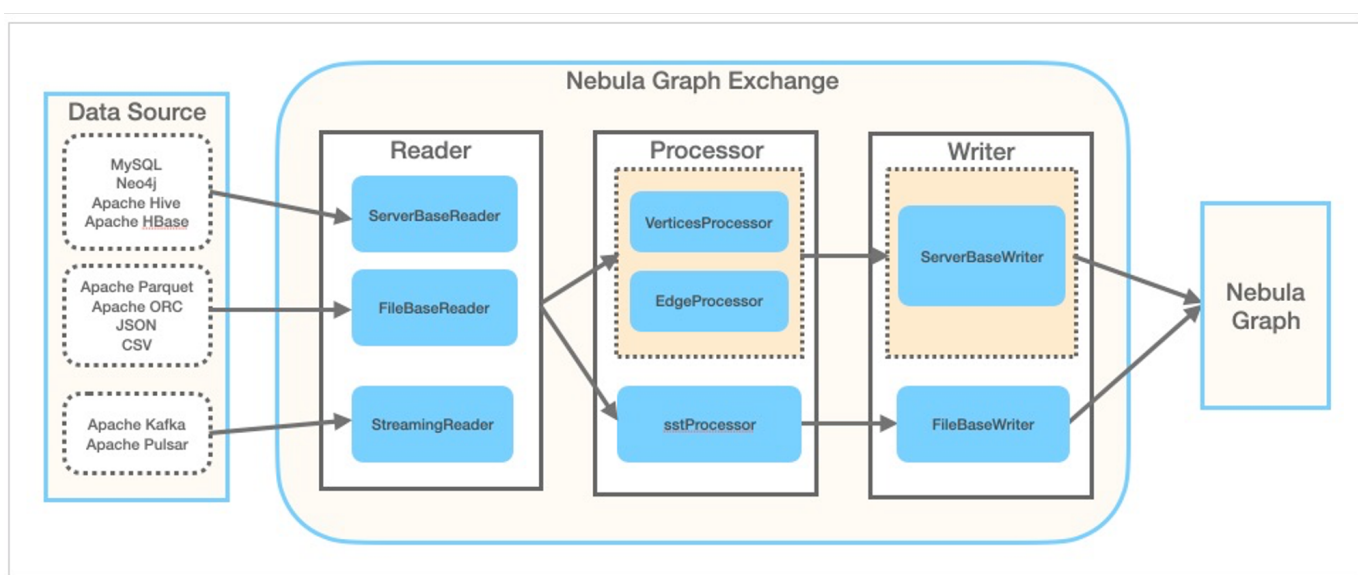 Nebula Graph Exchange
Data Source
MySQL
Neo4j
Apache Hive
Apache HBase
Apache Parquet
Apache ORC
JSON
CSV
Apache Kafka
Apache Pulsar
Reader
ServerBaseReader
FileBaseReader
StreamingReader
Processor
VerticesProcessor
EdgeProcessor
sstProcessor
Writer
ServerBaseWriter
FileBaseWriter
Nebula
Graph